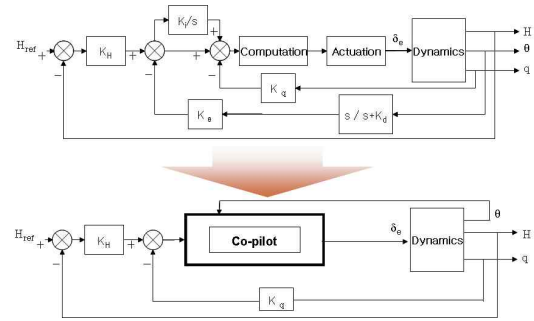 K_I/s
H_ref + − K_H + − + + − Computation Actuation δ_e Dynamics H
θ
q
K_q
K_θ s / s+K_d
θ
H_ref + − K_H + − Co-pilot δ_e Dynamics H
q
K_q